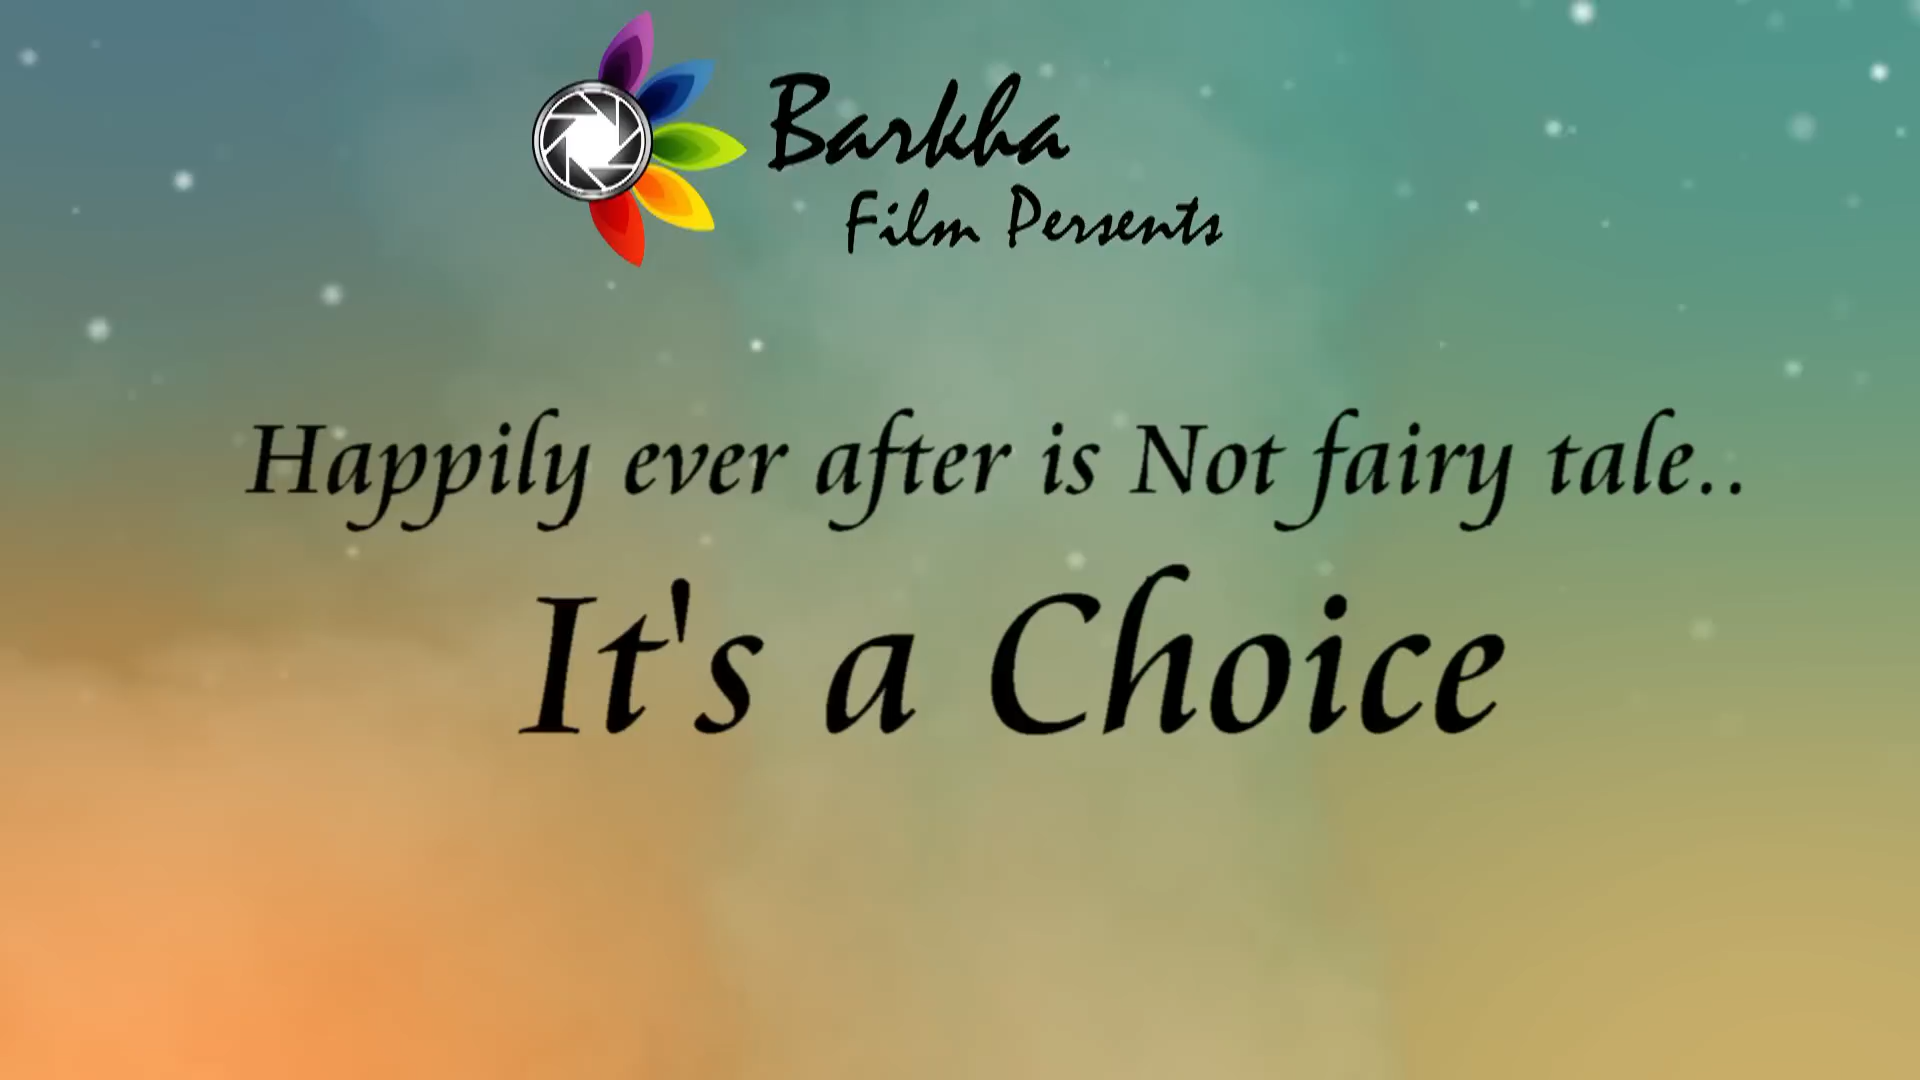 Barkha
Film Persents
Happily ever after is Not fairy tale..
It's a Choice